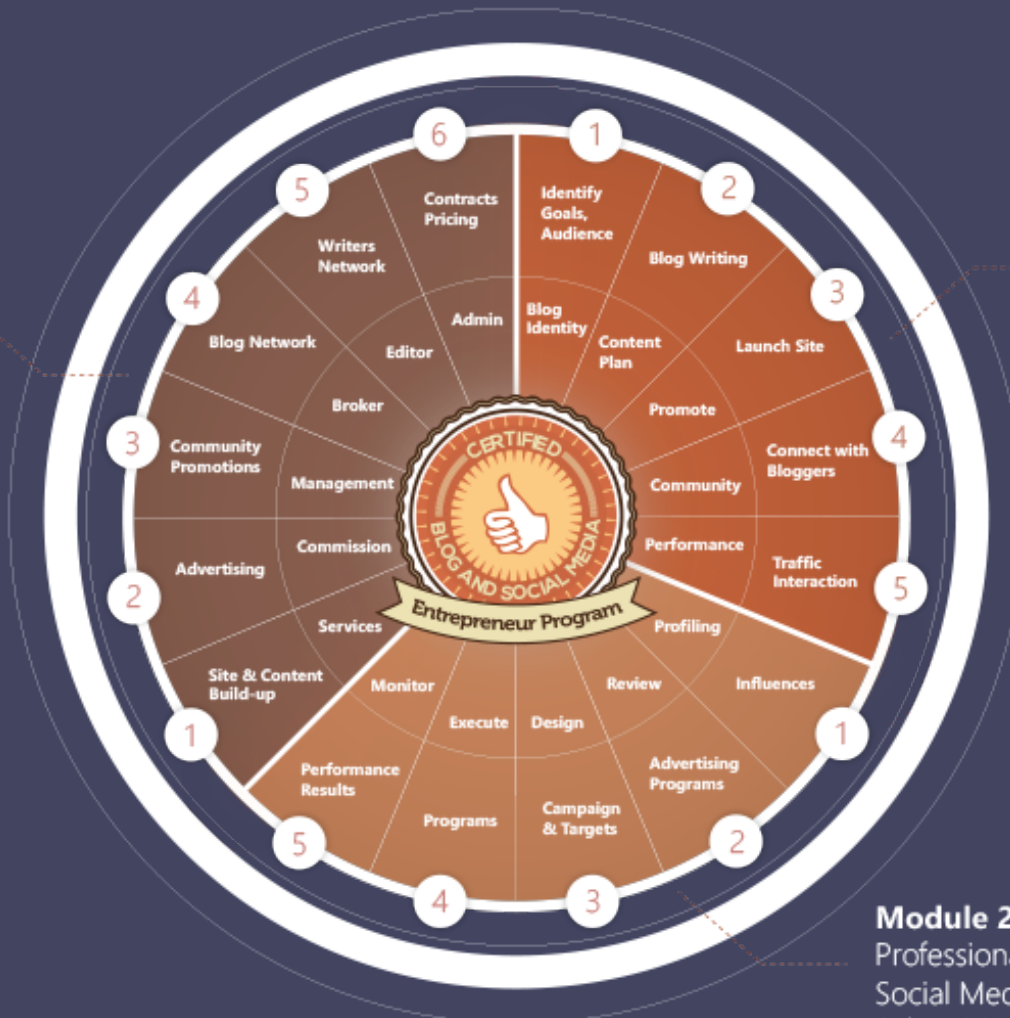 1
Identify
Goals,
Audience
Blog
Identity
2
Blog Writing
Content
Plan
3
Launch Site
Promote
4
Connect with
Bloggers
Community
5
Traffic
Interaction
Performance
1
Influences
Profiling
2
Advertising
Programs
Review
3
Campaign
& Targets
Design
4
Programs
Execute
5
Performance
Results
Monitor
1
Site & Content
Build-up
Services
2
Advertising
Commission
3
Community
Promotions
Management
4
Blog Network
Broker
5
Writers
Network
Editor
6
Contracts
Pricing
Admin
CERTIFIED
BLOG AND SOCIAL MEDIA
Entrepreneur Program
Module 2
Professiona
Social Med